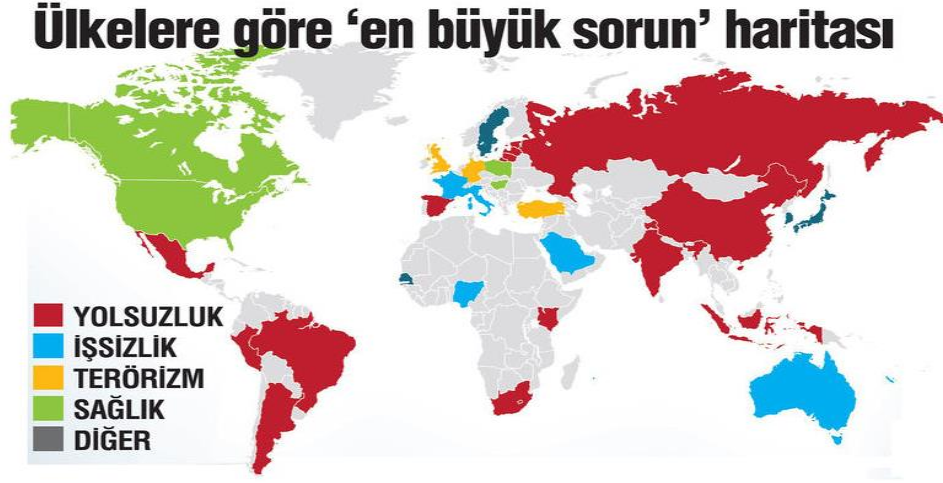 Ülkelere göre ‘en büyük sorun’ haritası
YOLSUZLUK
İŞSİZLİK
TERÖRİZM
SAĞLIK
DİĞER